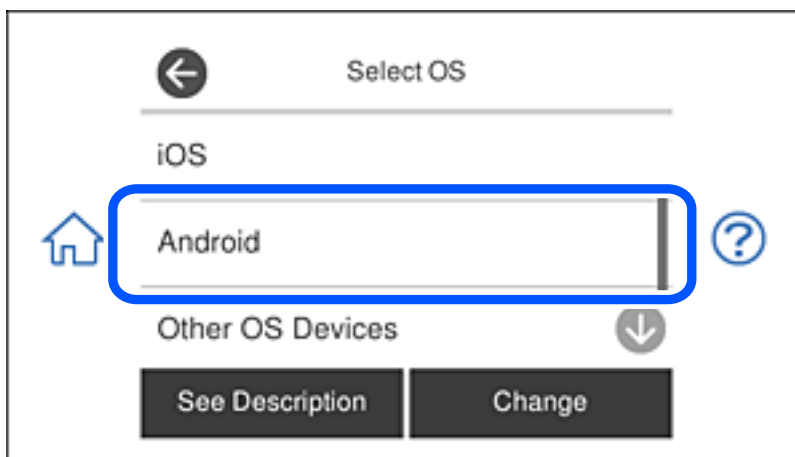 Select OS
iOS
Android
Other OS Devices
See Description
Change